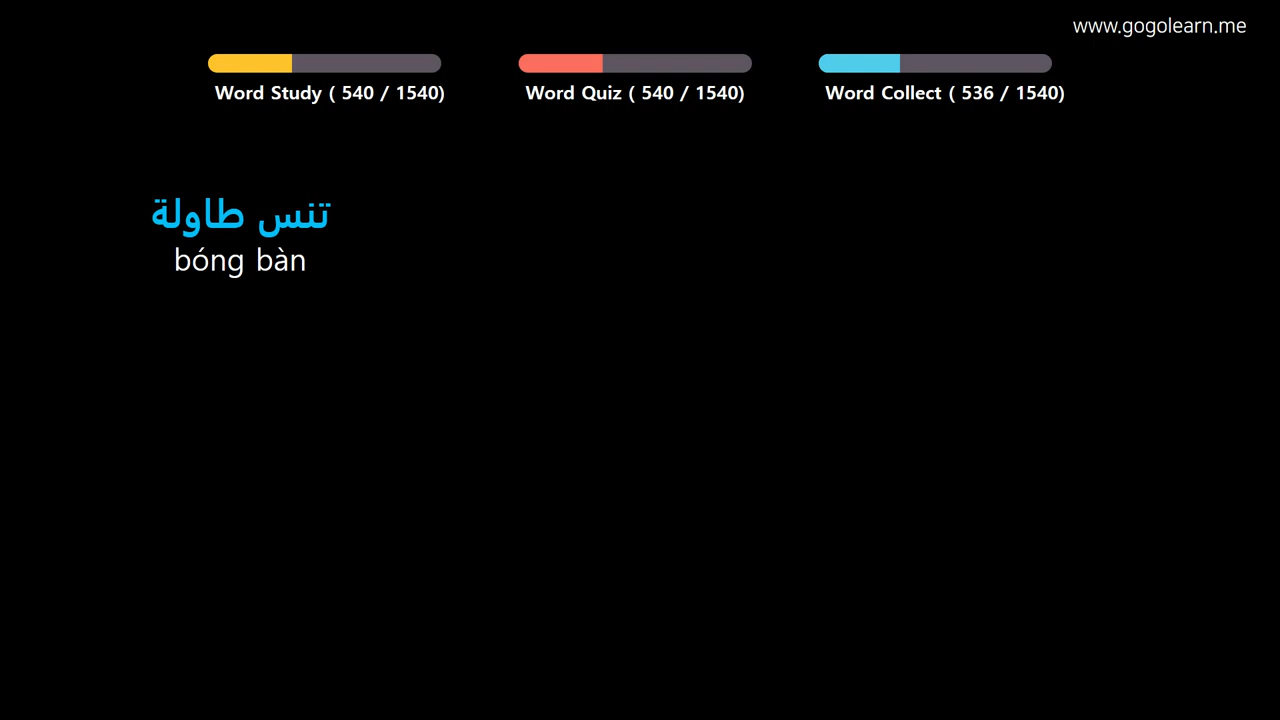 www.gogolearn.me
Word Study ( 540 / 1540)
Word Quiz ( 540 / 1540)
Word Collect ( 536 / 1540)
تنس طاولة
bóng bàn